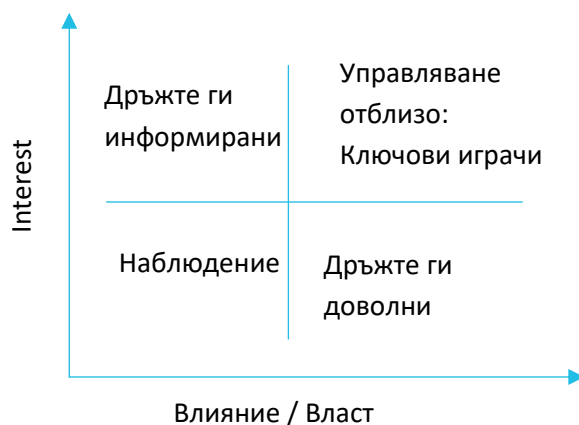 Дръжте ги
информирани
Управляване
отблизо:
Ключови играчи
Interest
Наблюдение
Дръжте ги
доволни
Влияние / Власт